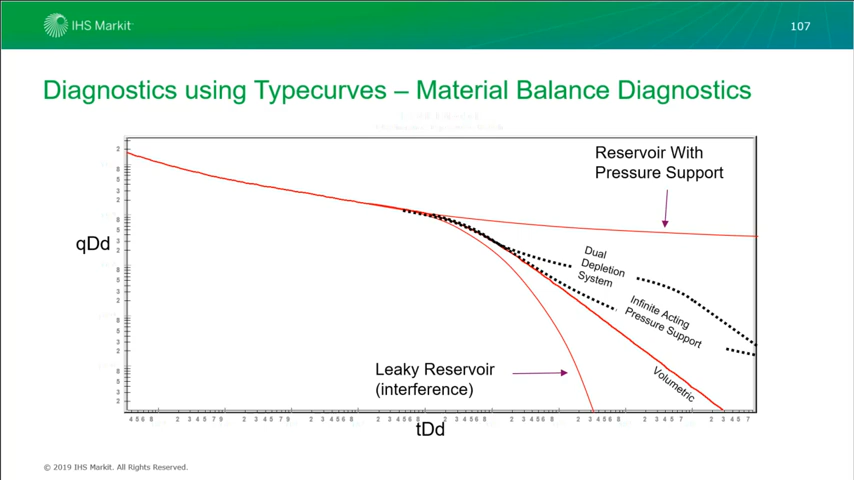 IHS Markit
107
Diagnostics using Typecurves – Material Balance Diagnostics
Reservoir With
Pressure Support
qDd
Dual
Depletion
System
Infinite Acting
Pressure Support
Leaky Reservoir
(interference)
Volumetric
tDd
© 2019 IHS Markit. All Rights Reserved.